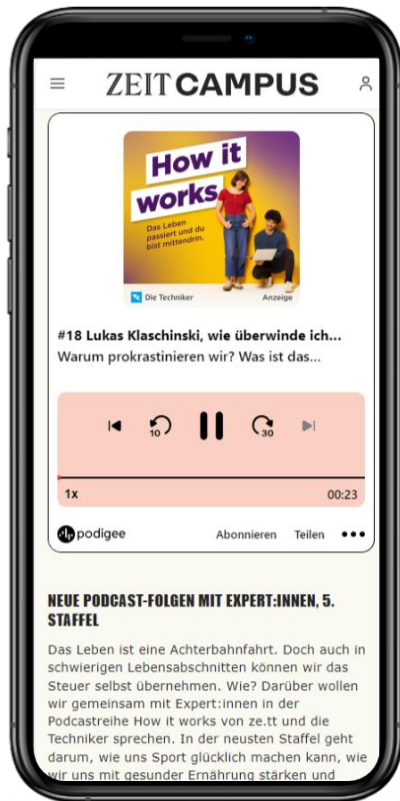 ZEIT CAMPUS
How it
works
Das Leben
passiert und du
bist mittendrin.
Die Techniker
Anzeige
#18 Lukas Klaschinski, wie überwinde ich...
Warum prokrastinieren wir? Was ist das...
10
30
1x
00:23
podigee
Abonnieren
Teilen
NEUE PODCAST-FOLGEN MIT EXPERT:INNEN, 5.
STAFFEL
Das Leben ist eine Achterbahnfahrt. Doch auch in
schwierigen Lebensabschnitten können wir das
Steuer selbst übernehmen. Wie? Darüber wollen
wir gemeinsam mit Expert:innen in der
Podcastreihe How it works von ze.tt und die
Techniker sprechen. In der neusten Staffel geht
darum, wie uns Sport glücklich machen kann, wie
wir uns mit gesunder Ernährung stärken und